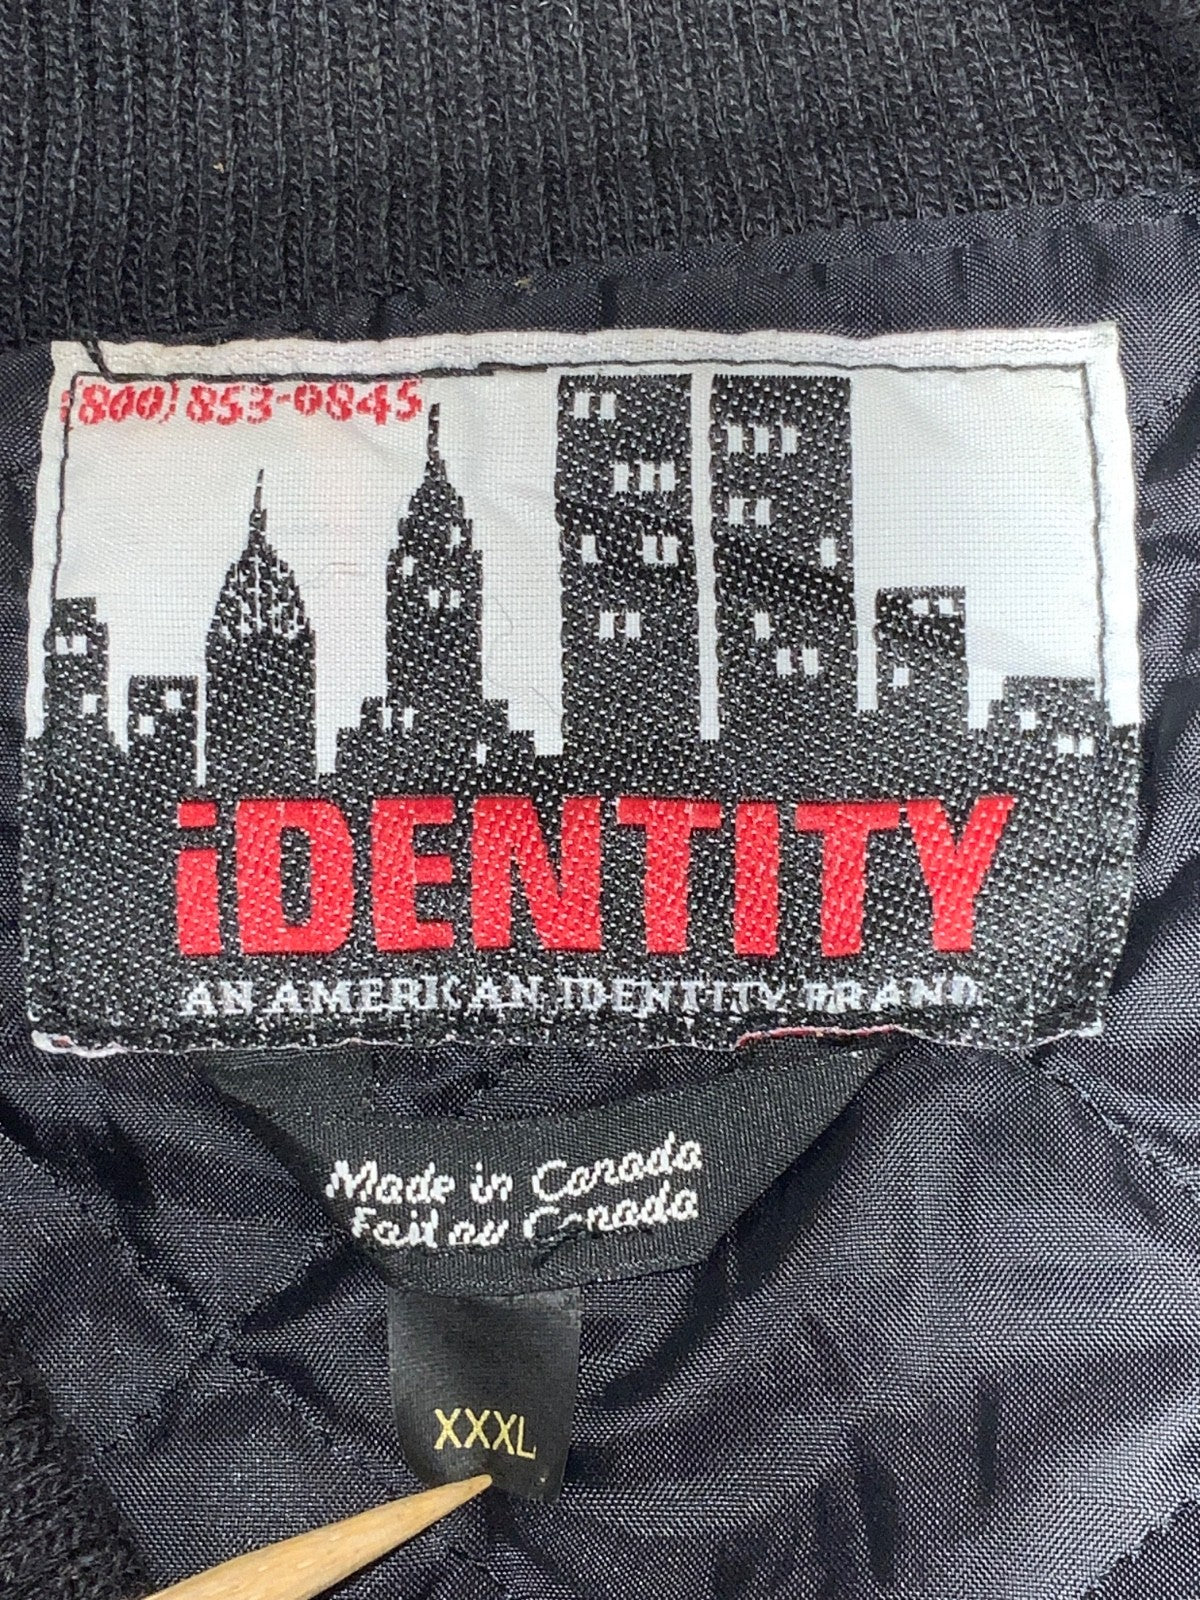 (800) 853-0845
iDENTITY
AN AMERICAN IDENTITY BRAND
Made in Canada
Fait au Canada
XXXL